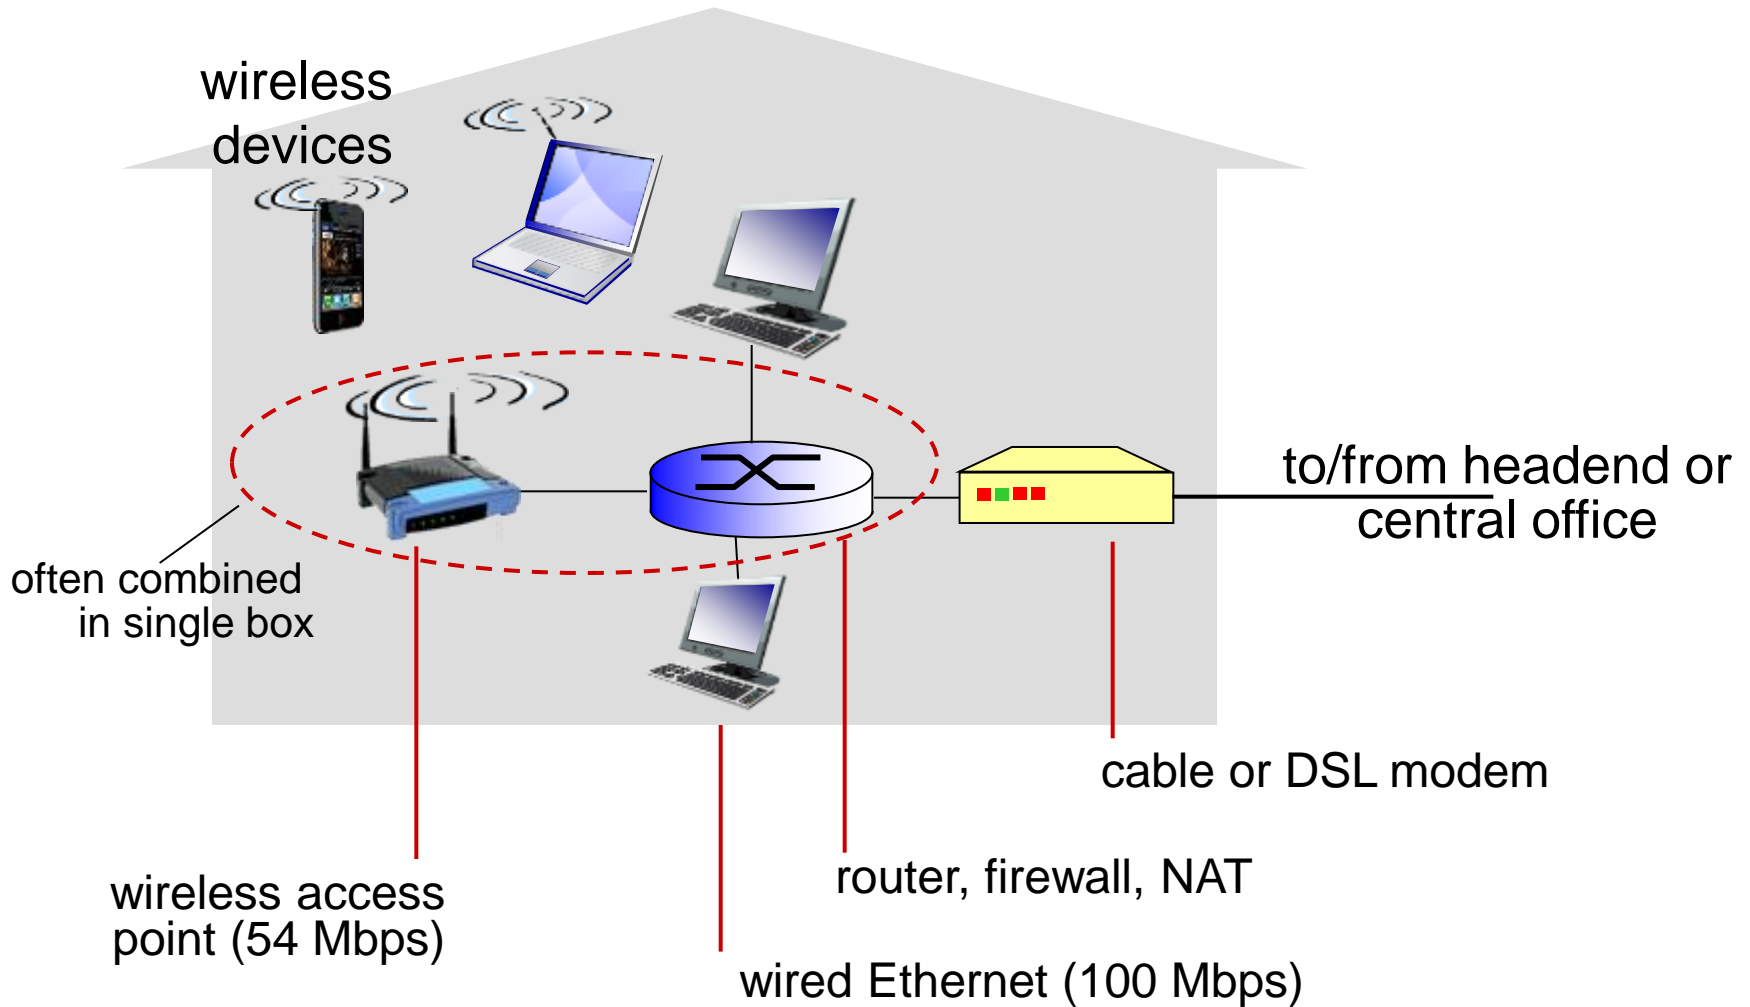 wireless
devices
to/from headend or
central office
often combined
in single box
cable or DSL modem
router, firewall, NAT
wireless access
point (54 Mbps)
wired Ethernet (100 Mbps)